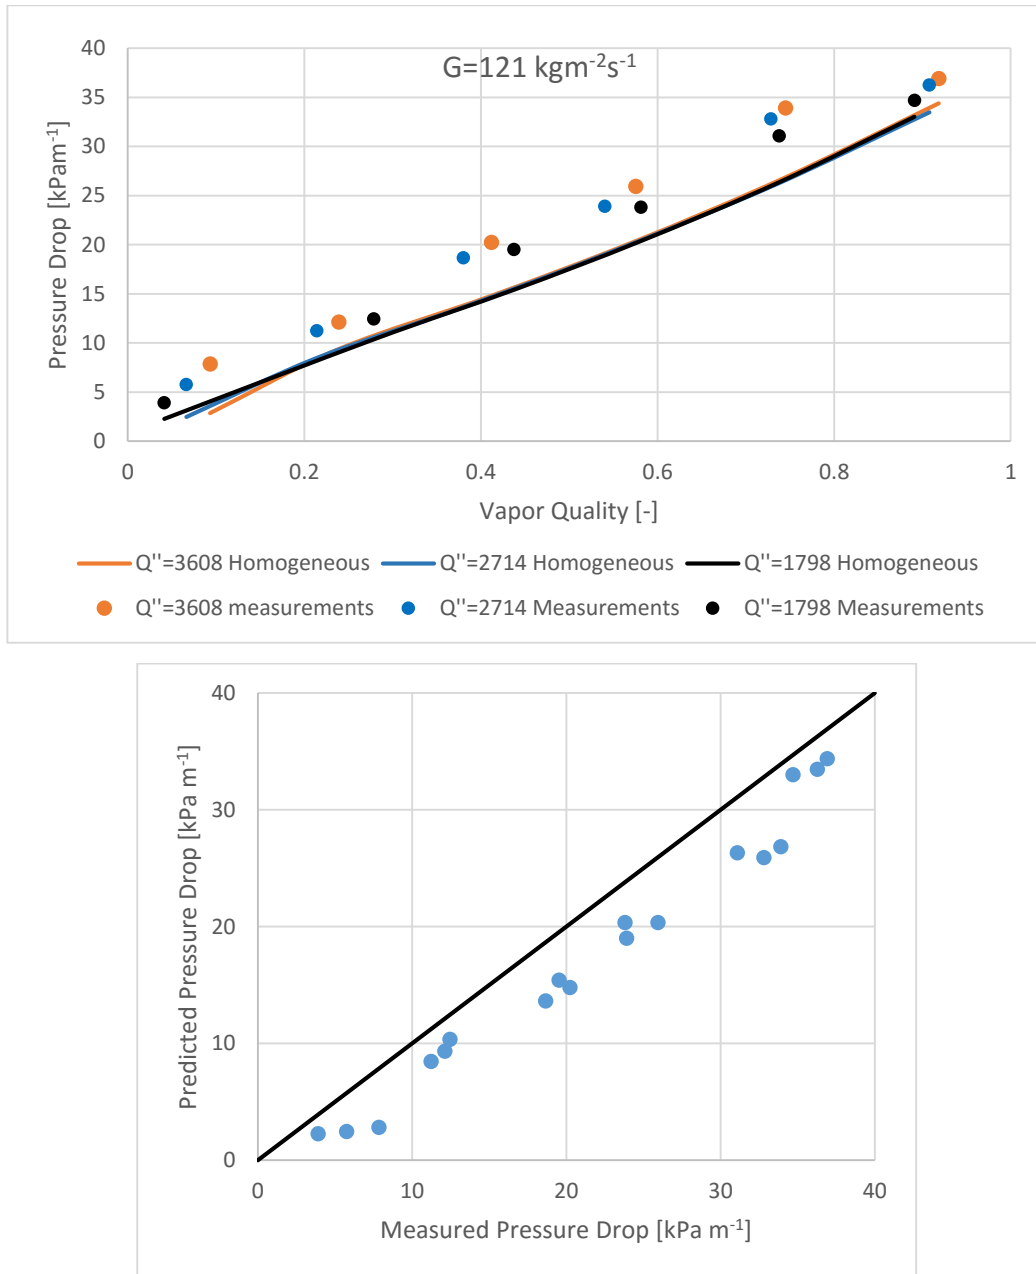 G=121 kgm⁻²s⁻¹
Pressure Drop [kPam⁻¹]
40
35
30
25
20
15
10
5
0
0 0.2 0.4 0.6 0.8 1
Vapor Quality [-]
Q''=3608 Homogeneous Q''=2714 Homogeneous Q''=1798 Homogeneous
Q''=3608 measurements Q''=2714 Measurements Q''=1798 Measurements
Predicted Pressure Drop [kPa m⁻¹]
40
30
20
10
0
0 10 20 30 40
Measured Pressure Drop [kPa m⁻¹]